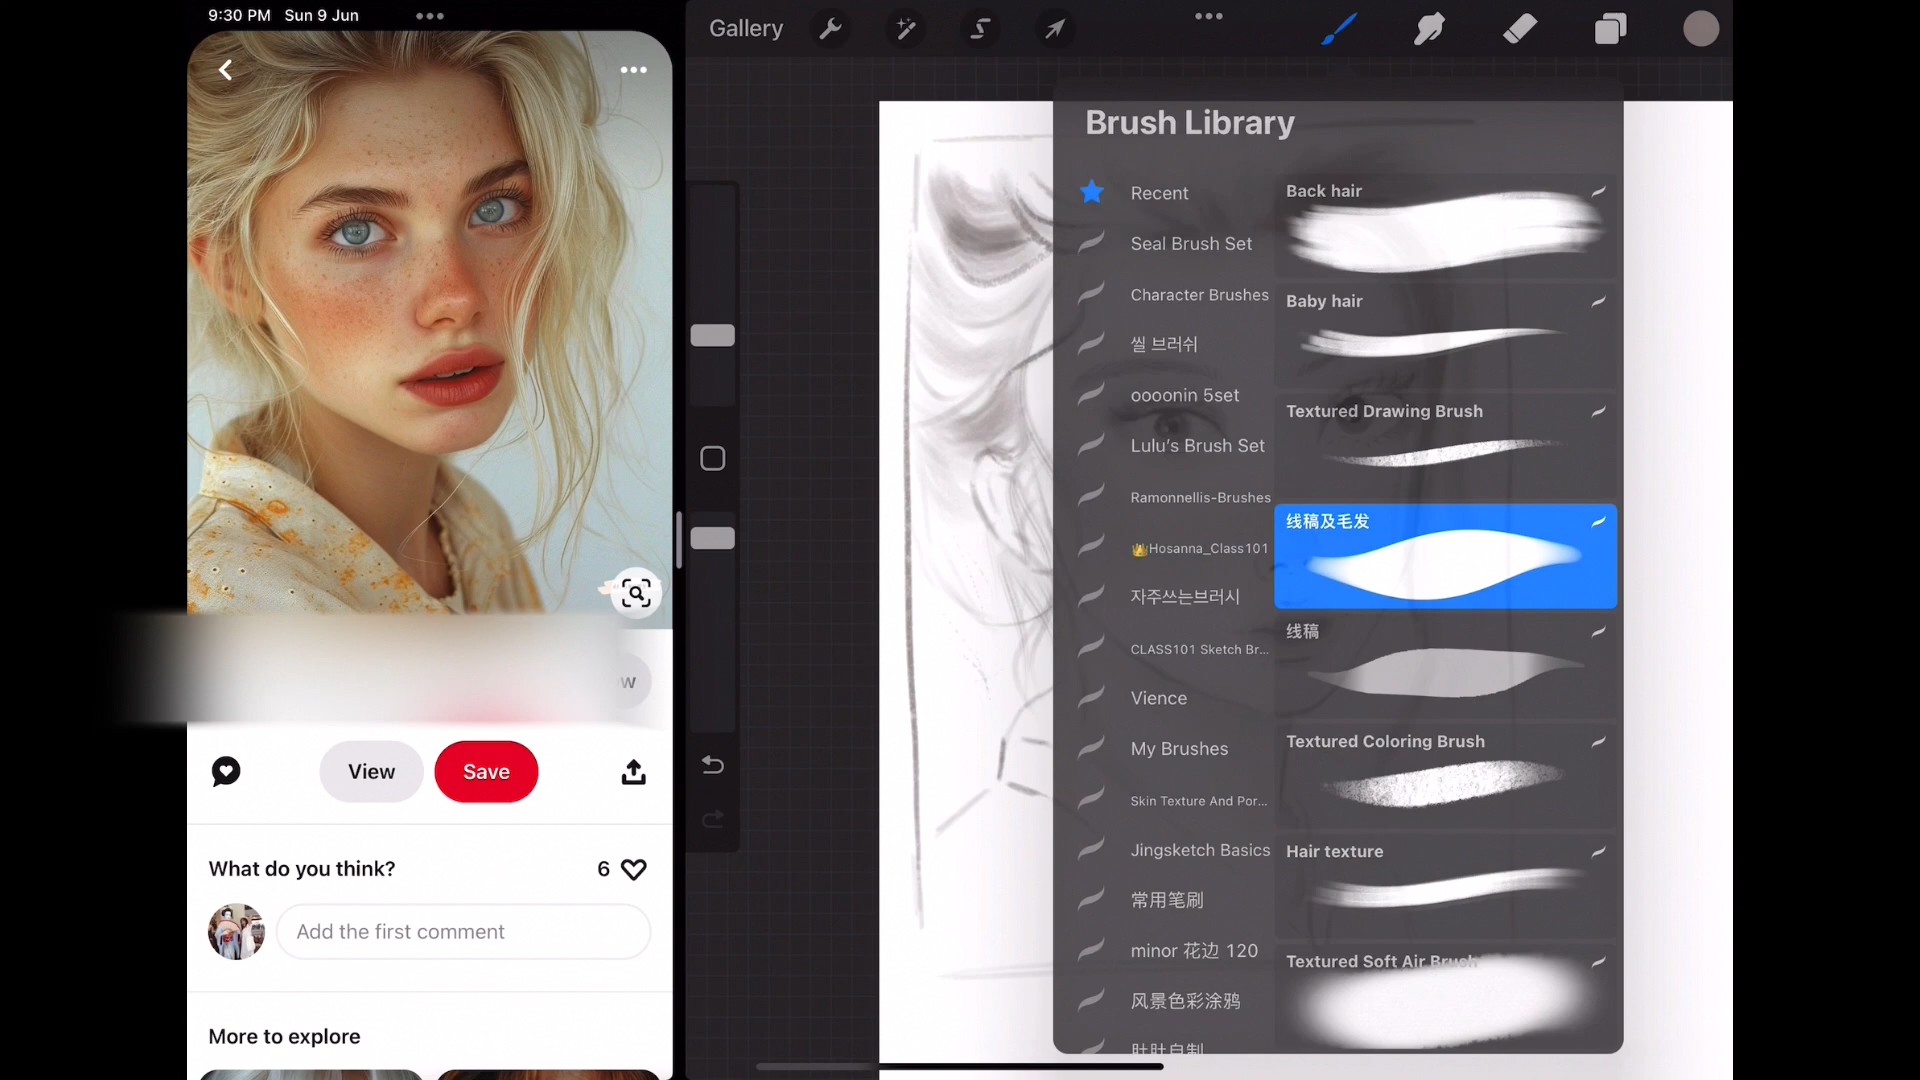 9:30 PM Sun 9 Jun
w
View
Save
What do you think?
6
Add the first comment
More to explore
Gallery
Brush Library
Recent
Seal Brush Set
Character Brushes
씰 브러쉬
oooonin 5set
Lulu's Brush Set
Ramonnellis-Brushes
👑Hosanna_Class101
자주쓰는브러시
CLASS101 Sketch Br...
Vience
My Brushes
Skin Texture And Por...
Jingsketch Basics
常用笔刷
minor 花边 120
风景色彩涂鸦
Back hair
Baby hair
Textured Drawing Brush
线稿及毛发
线稿
Textured Coloring Brush
Hair texture
Textured Soft Air Brush